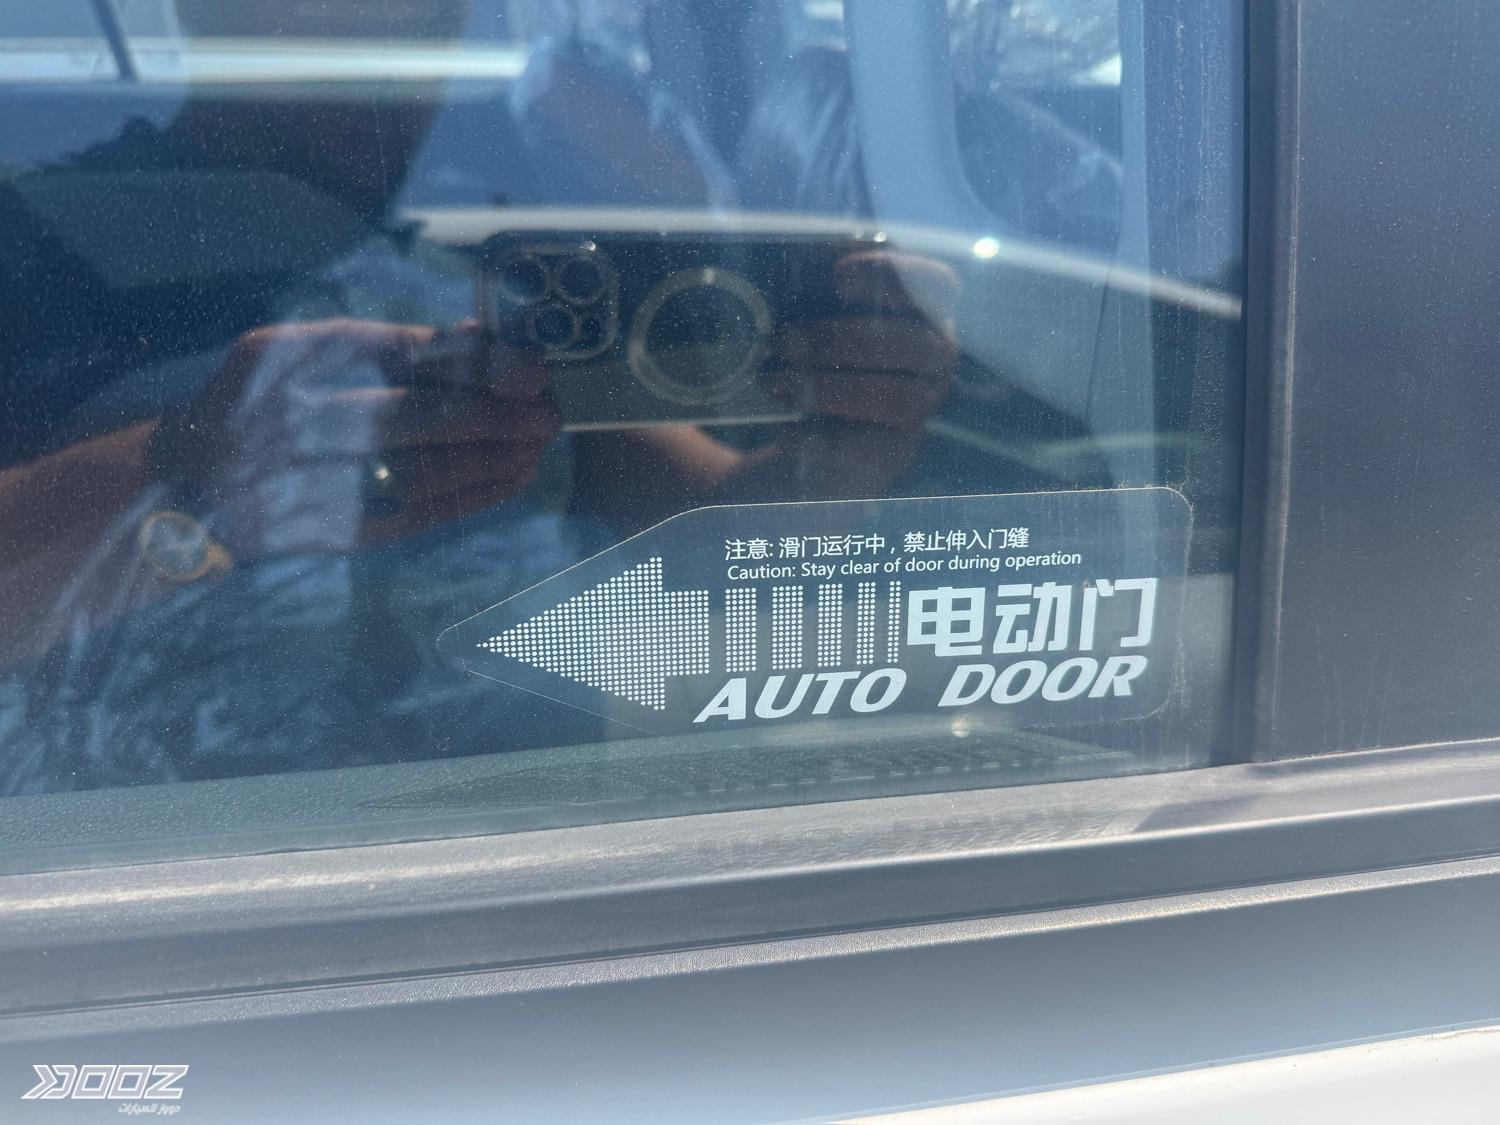 注意: 滑门运行中，禁止伸入门缝
Caution: Stay clear of door during operation
电动门
AUTO DOOR
DOOZ
دووز للسيارات